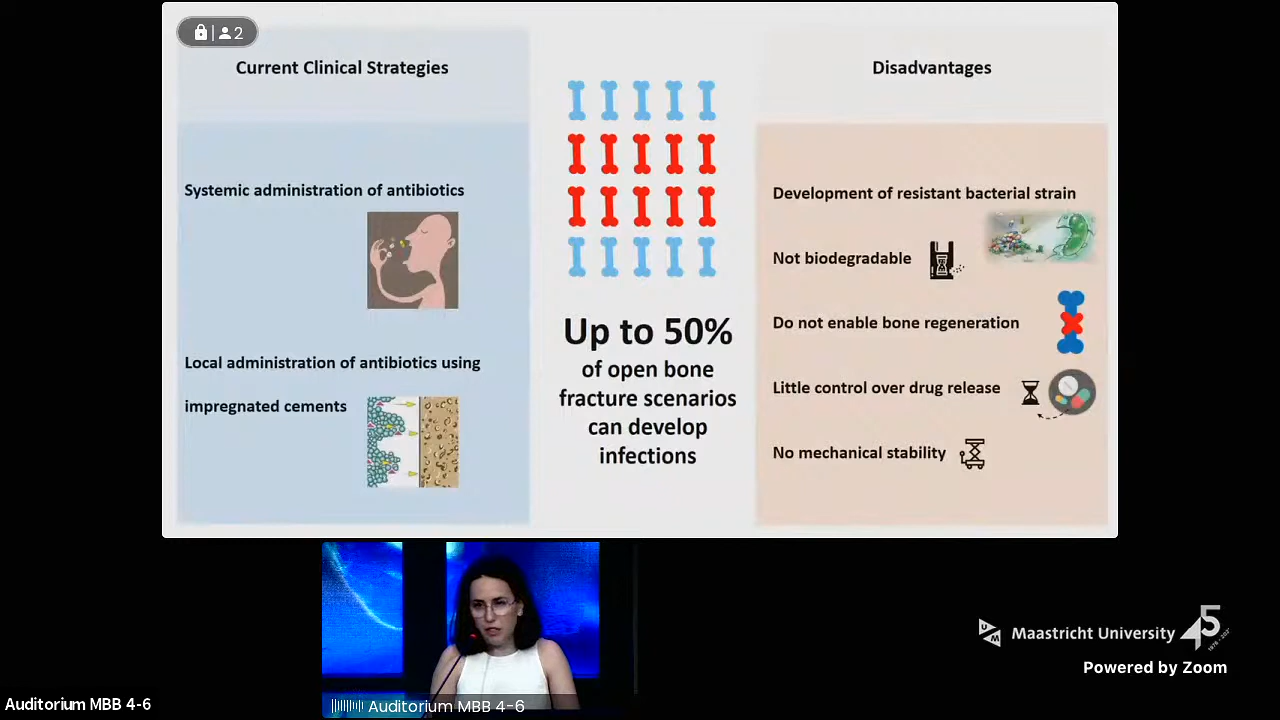 2
Current Clinical Strategies
Systemic administration of antibiotics
Local administration of antibiotics using
impregnated cements
Up to 50%
of open bone
fracture scenarios
can develop
infections
Disadvantages
Development of resistant bacterial strain
Not biodegradable
Do not enable bone regeneration
Little control over drug release
No mechanical stability
Auditorium MBB 4-6
Auditorium MBB 4-6
UM Maastricht University 45
Powered by Zoom